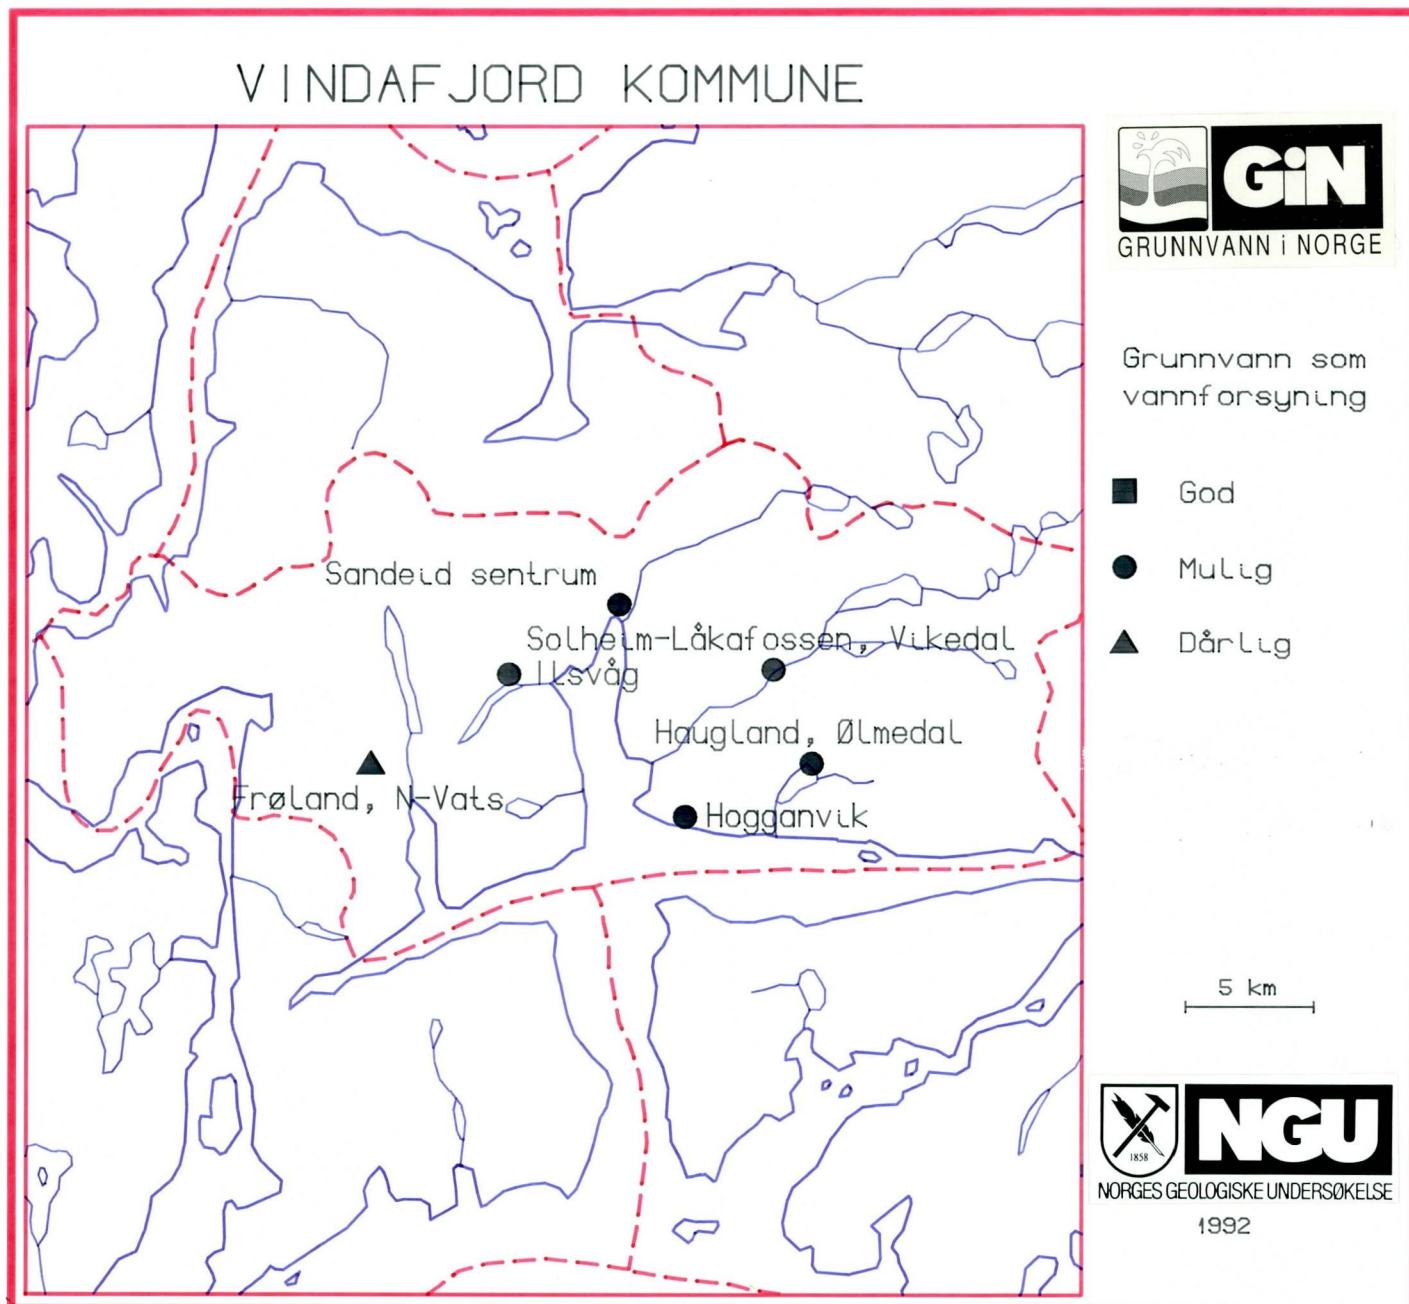 VINDAFJORD KOMMUNE
GiN
GRUNNVANN i NORGE
Grunnvann som
vannforsyning
God
Mulig
Dårlig
Sandeid sentrum
Solheim-Låkafossen, Vikedal
Ilsvåg
Haugland, Ølmedal
Frøland, N-Vats
Hogganvik
5 km
1858
NGU
NORGES GEOLOGISKE UNDERSØKELSE
1992